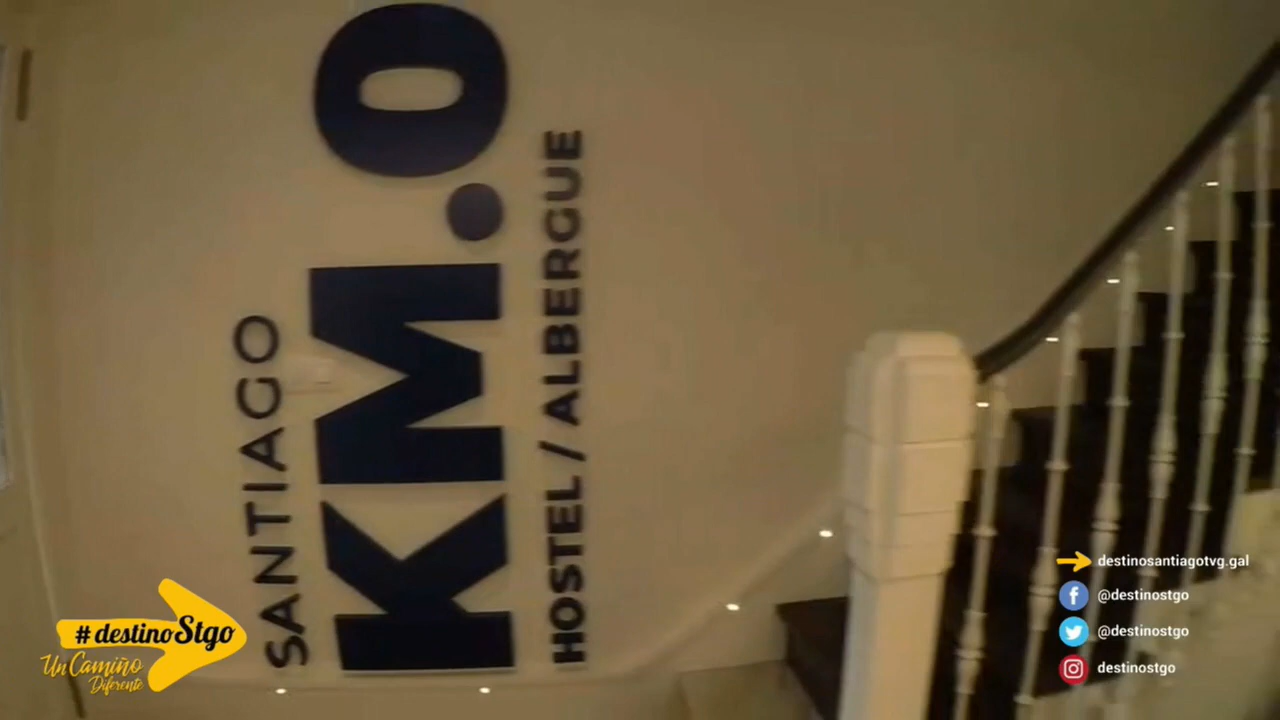 SANTIAGO
KM.0
HOSTEL / ALBERGUE
#destinoStgo
Un Camiño
Diferente
destinosantiagotvg.gal
@destinostgo
@destinostgo
destinostgo